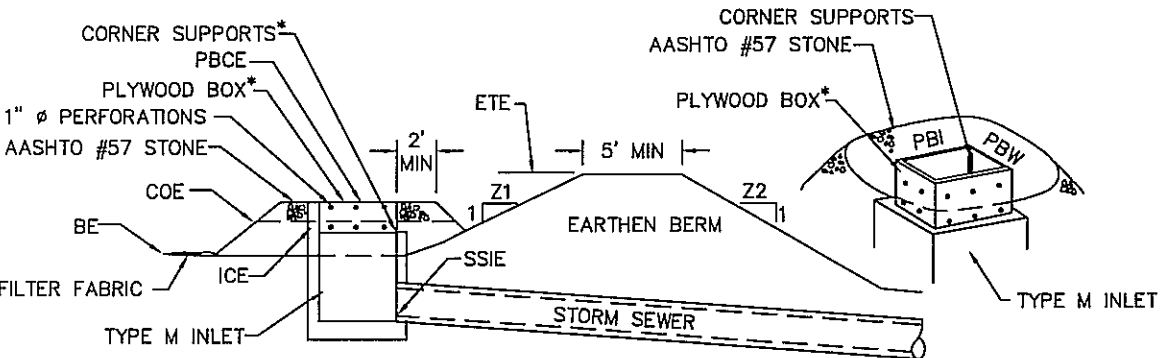 CORNER SUPPORTS*
PBCE
PLYWOOD BOX*
1" ø PERFORATIONS
AASHTO #57 STONE
COE
BE
FILTER FABRIC
ICE
TYPE M INLET
2'
MIN
ETE
5' MIN
Z1
1
Z2
1
EARTHEN BERM
SSIE
STORM SEWER
CORNER SUPPORTS
AASHTO #57 STONE
PLYWOOD BOX*
PBI
PBW
TYPE M INLET